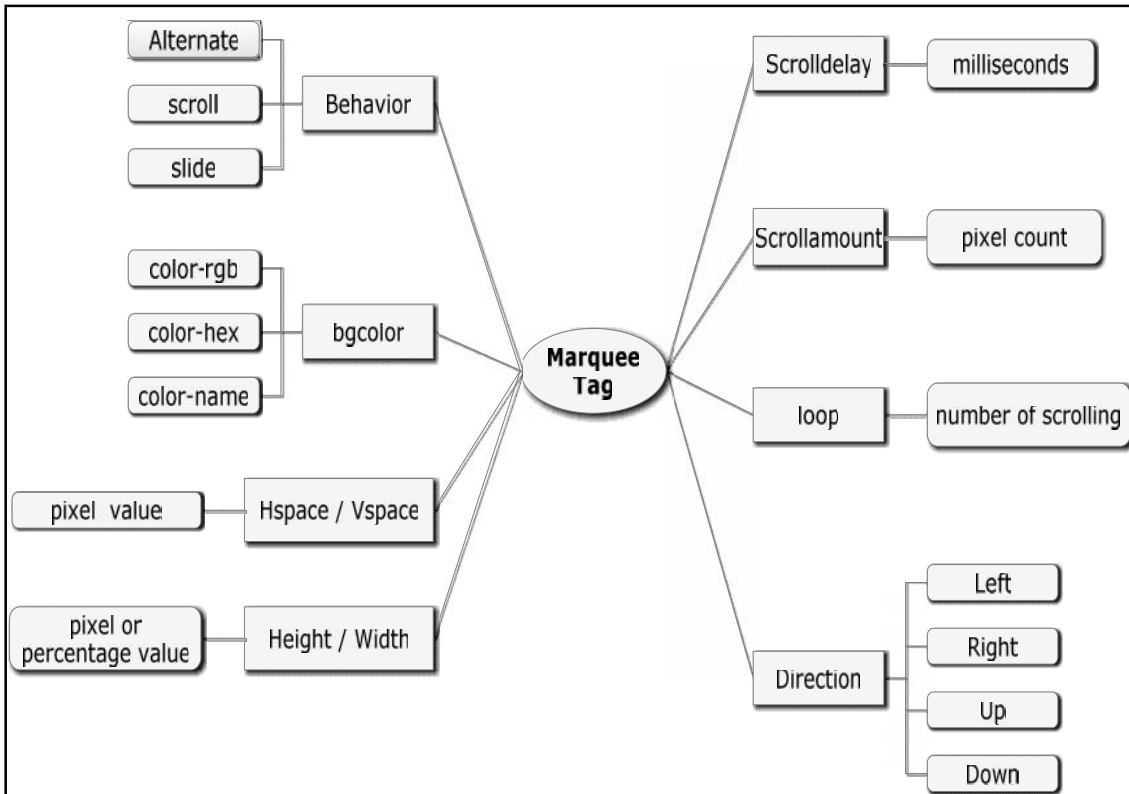 Alternate
scroll
slide
Behavior
color-rgb
color-hex
color-name
bgcolor
pixel value
Hspace / Vspace
pixel or
percentage value
Height / Width
Marquee
Tag
Scrolldelay
milliseconds
Scrollamount
pixel count
loop
number of scrolling
Direction
Left
Right
Up
Down